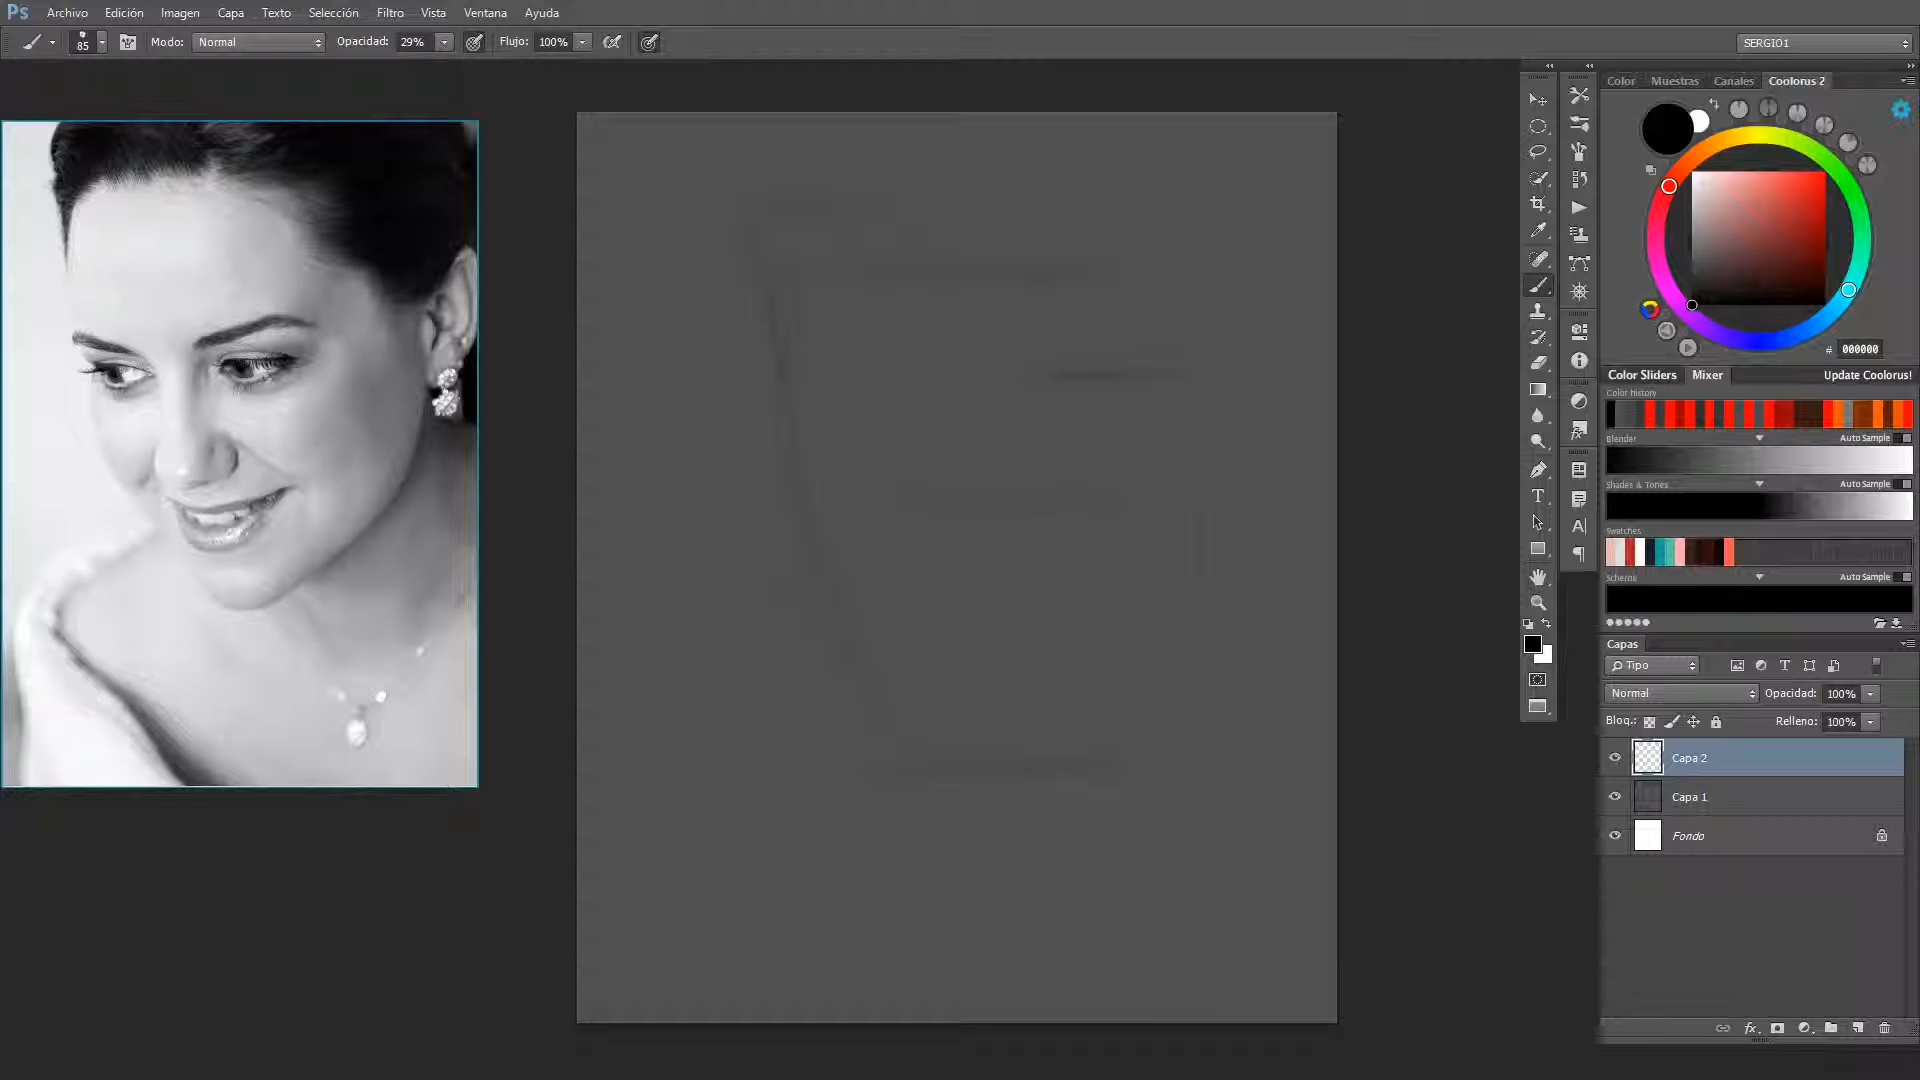 Ps Archivo Edición Imagen Capa Texto Selección Filtro Vista Ventana Ayuda
85 Modo: Normal Opacidad: 29% Flujo: 100% SERGIO1
Color Muestras Canales Coolorus 2
# 000000
Color Sliders Mixer Update Coolorus!
Color history
Blender Auto Sample
Shades & Tones Auto Sample
Swatches
Scheme Auto Sample
Capas
Tipo
Normal Opacidad: 100%
Bloq.: Relleno: 100%
Capa 2
Capa 1
Fondo
fx